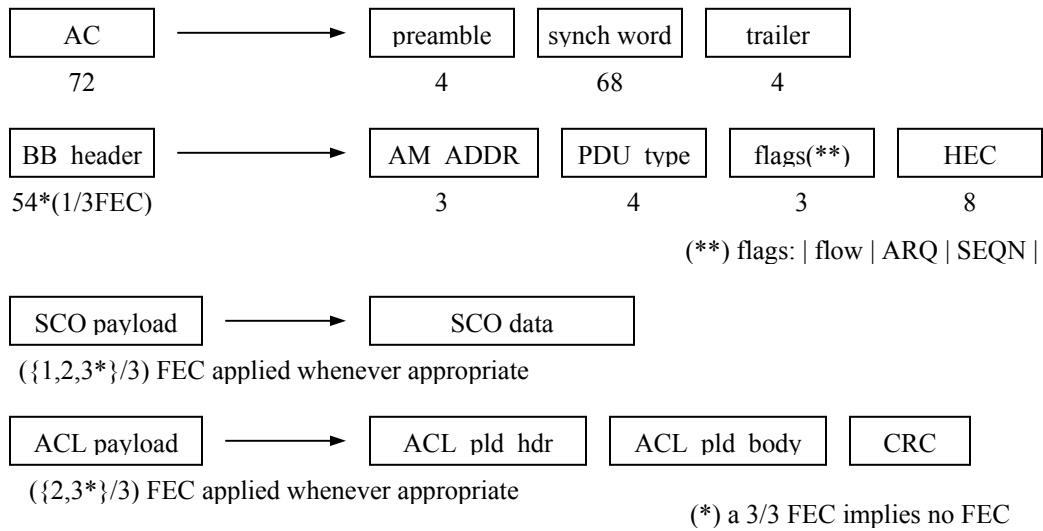 AC preamble synch word trailer
72 4 68 4
BB header AM ADDR PDU type flags(**) HEC
54*(1/3FEC) 3 4 3 8
(**) flags: | flow | ARQ | SEQN |
SCO payload SCO data
({1,2,3*}/3) FEC applied whenever appropriate
ACL payload ACL pld hdr ACL pld body CRC
({2,3*}/3) FEC applied whenever appropriate
(*) a 3/3 FEC implies no FEC